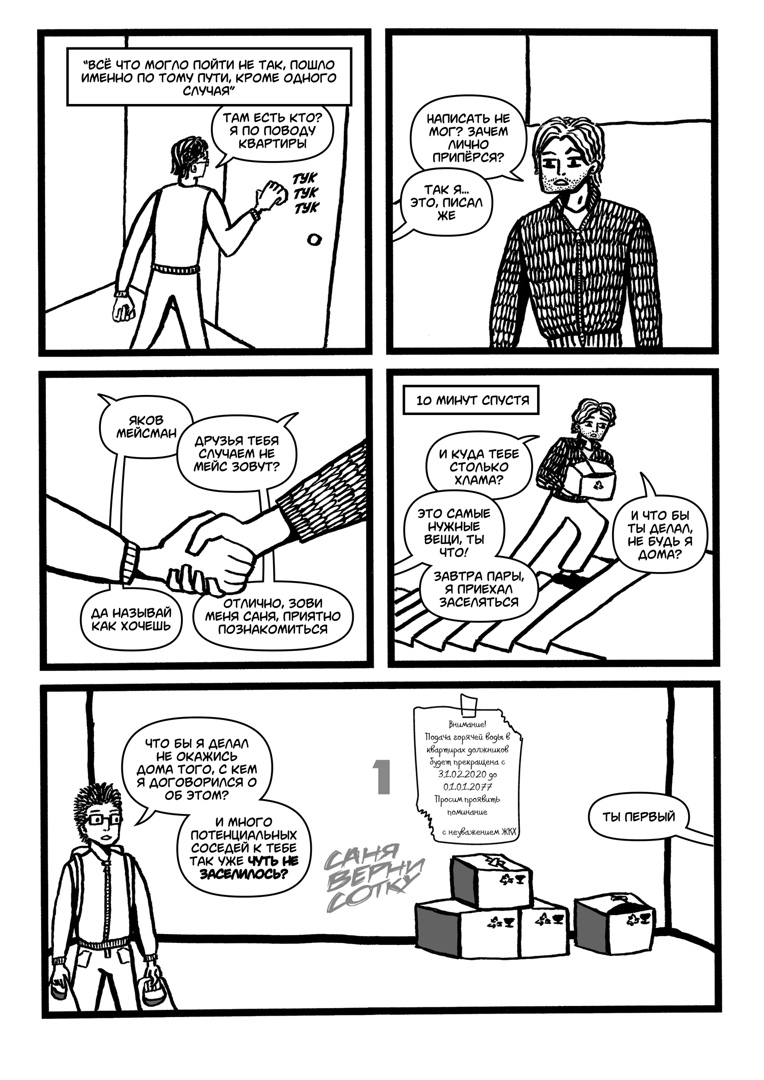 "ВСЁ ЧТО МОГЛО ПОЙТИ НЕ ТАК, ПОШЛО
ИМЕННО ПО ТОМУ ПУТИ, КРОМЕ ОДНОГО
СЛУЧАЯ"
ТАМ ЕСТЬ КТО?
Я ПО ПОВОДУ
КВАРТИРЫ
ТУК
ТУК
ТУК
НАПИСАТЬ НЕ
МОГ? ЗАЧЕМ
ЛИЧНО
ПРИПЁРСЯ?
ТАК Я...
ЭТО, ПИСАЛ
ЖЕ
ЯКОВ
МЕЙСМАН
ДРУЗЬЯ ТЕБЯ
СЛУЧАЕМ НЕ
МЕЙС ЗОВУТ?
ДА НАЗЫВАЙ
КАК ХОЧЕШЬ
ОТЛИЧНО, ЗОВИ
МЕНЯ САНЯ, ПРИЯТНО
ПОЗНАКОМИТЬСЯ
10 МИНУТ СПУСТЯ
И КУДА ТЕБЕ
СТОЛЬКО
ХЛАМА?
ЭТО САМЫЕ
НУЖНЫЕ
ВЕЩИ, ТЫ
ЧТО!
ЗАВТРА ПАРЫ,
Я ПРИЕХАЛ
ЗАСЕЛЯТЬСЯ
И ЧТО БЫ
ТЫ ДЕЛАЛ,
НЕ БУДЬ Я
ДОМА?
ЧТО БЫ Я ДЕЛАЛ
НЕ ОКАЖИСЬ
ДОМА ТОГО, С КЕМ
Я ДОГОВОРИЛСЯ О
ОБ ЭТОМ?
И МНОГО
ПОТЕНЦИАЛЬНЫХ
СОСЕДЕЙ К ТЕБЕ
ТАК УЖЕ ЧУТЬ НЕ
ЗАСЕЛИЛОСЬ?
1
Внимание!
Подача горячей воды в
квартирах должников
будет прекращена с
31.02.2020 до
01.01.2077
Просим проявить
поминание
с неуважением ЖКХ
САНЯ
ВЕРНИ
СОТКУ
ТЫ ПЕРВЫЙ